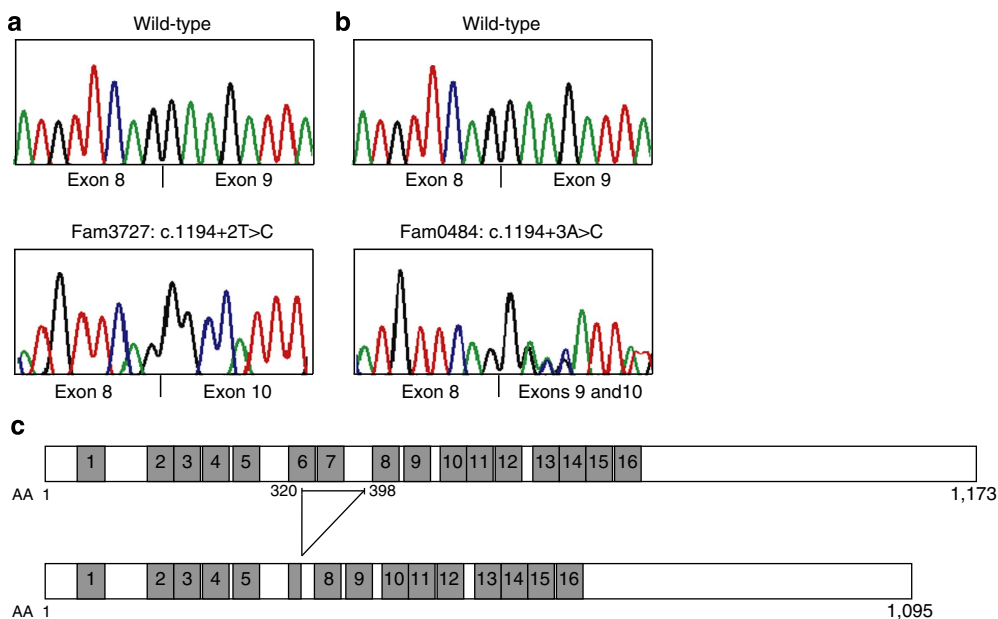 a
Wild-type
Exon 8 | Exon 9
Fam3727: c.1194+2T>C
Exon 8 | Exon 10
b
Wild-type
Exon 8 | Exon 9
Fam0484: c.1194+3A>C
Exon 8 | Exons 9 and10
c
1 2 3 4 5 6 7 8 9 10 11 12 13 14 15 16
AA 1 320 398 1,173
1 2 3 4 5 8 9 10 11 12 13 14 15 16
AA 1 1,095